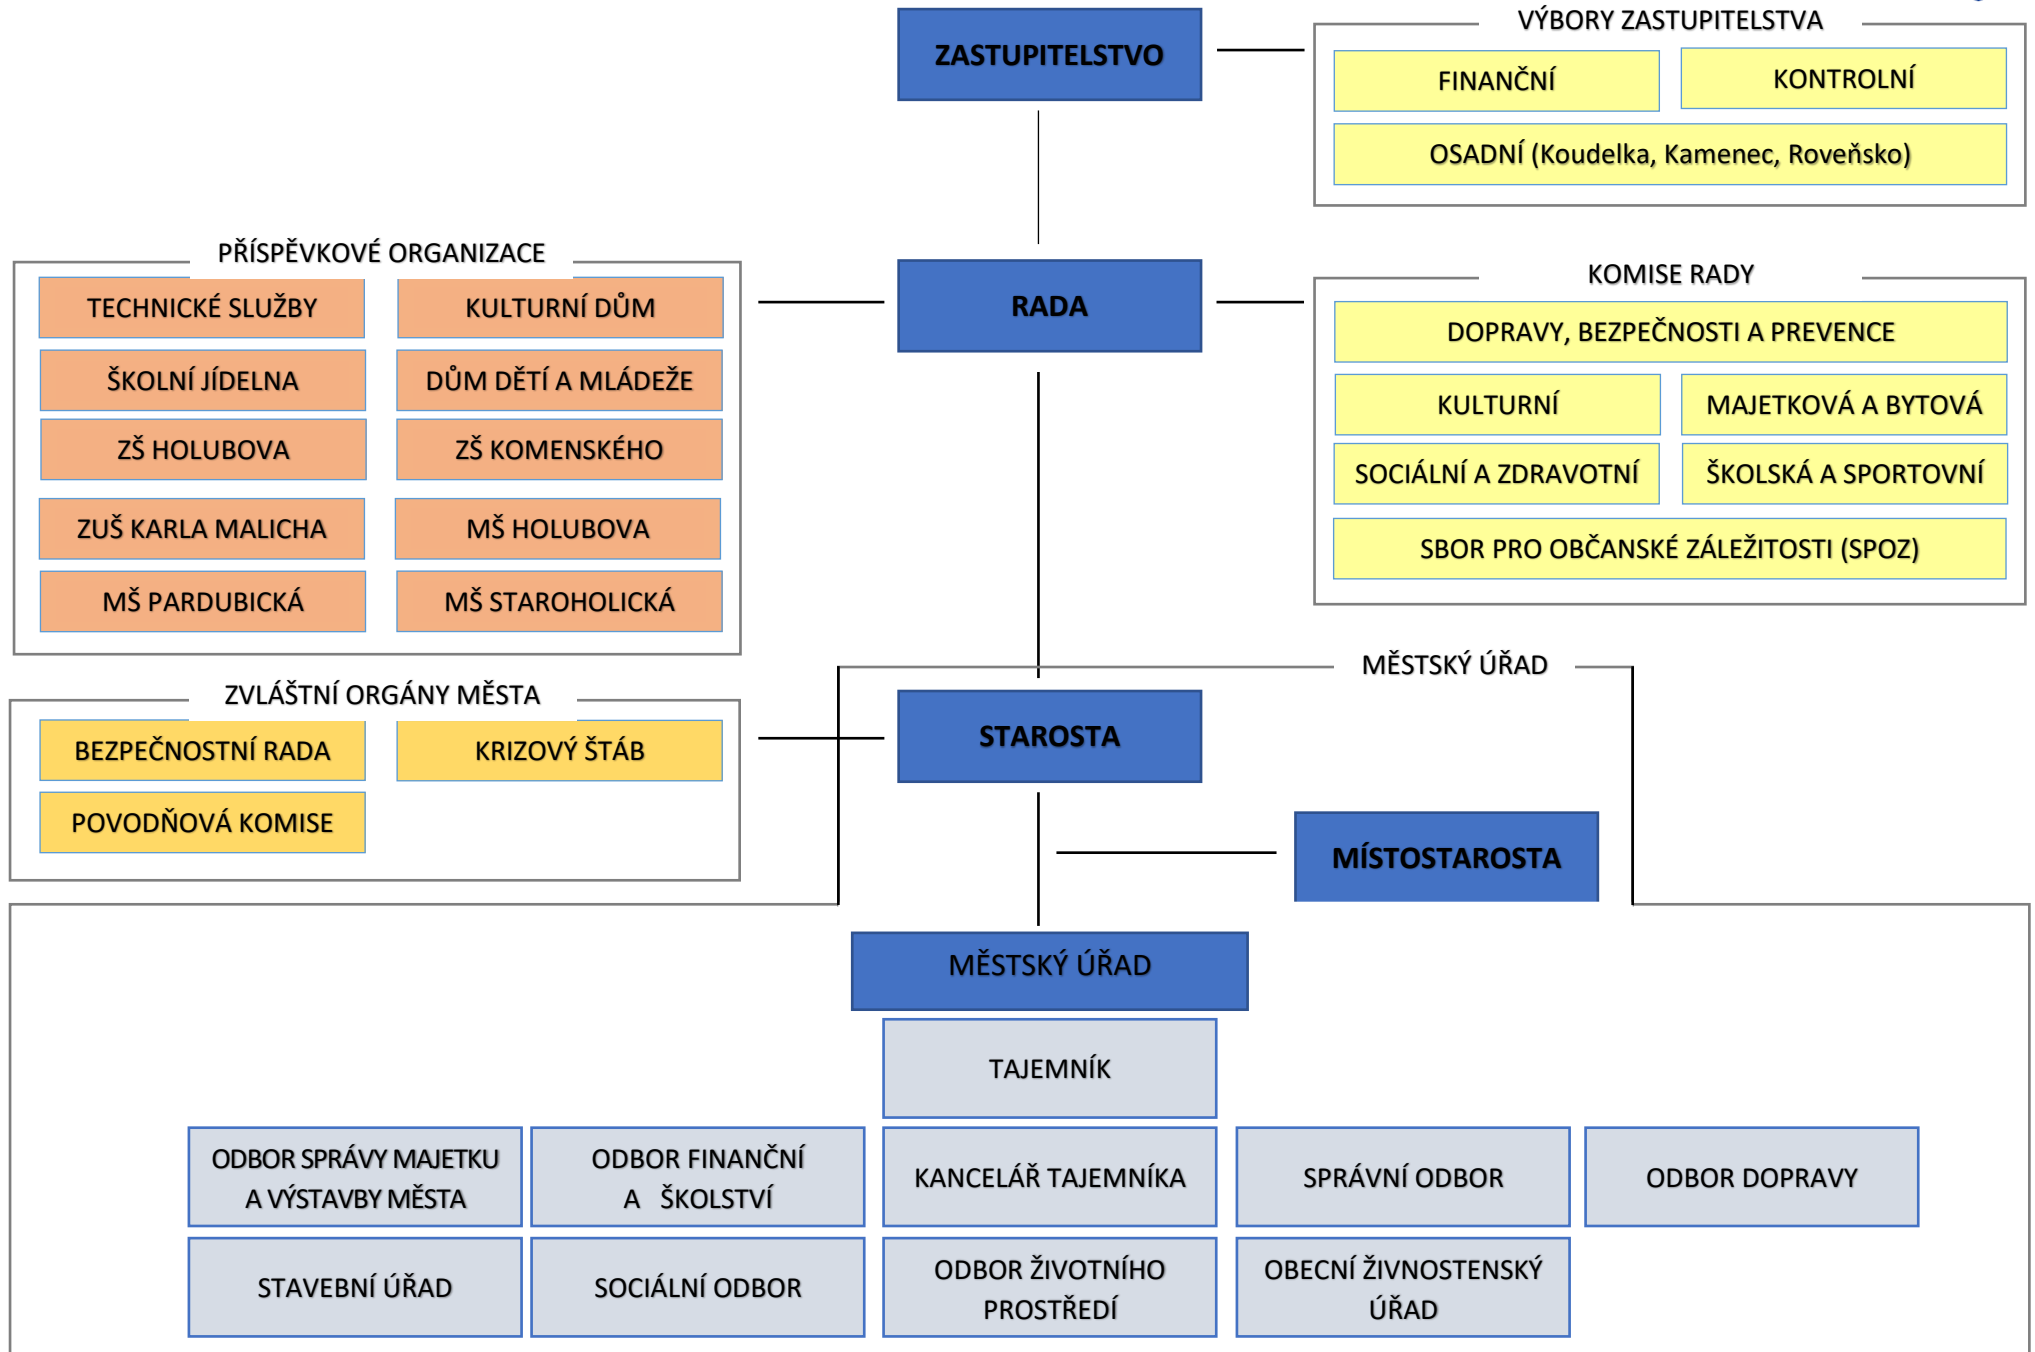 VÝBORY ZASTUPITELSTVA
ZASTUPITELSTVO
FINANČNÍ
KONTROLNÍ
OSADNÍ (Koudelka, Kamenec, Roveňsko)
PŘÍSPĚVKOVÉ ORGANIZACE
TECHNICKÉ SLUŽBY
KULTURNÍ DŮM
ŠKOLNÍ JÍDELNA
DŮM DĚTÍ A MLÁDEŽE
ZŠ HOLUBOVA
ZŠ KOMENSKÉHO
ZUŠ KARLA MALICHA
MŠ HOLUBOVA
MŠ PARDUBICKÁ
MŠ STAROHOLICKÁ
RADA
KOMISE RADY
DOPRAVY, BEZPEČNOSTI A PREVENCE
KULTURNÍ
MAJETKOVÁ A BYTOVÁ
SOCIÁLNÍ A ZDRAVOTNÍ
ŠKOLSKÁ A SPORTOVNÍ
SBOR PRO OBČANSKÉ ZÁLEŽITOSTI (SPOZ)
MĚSTSKÝ ÚŘAD
ZVLÁŠTNÍ ORGÁNY MĚSTA
BEZPEČNOSTNÍ RADA
KRIZOVÝ ŠTÁB
POVODŇOVÁ KOMISE
STAROSTA
MÍSTOSTAROSTA
MĚSTSKÝ ÚŘAD
TAJEMNÍK
ODBOR SPRÁVY MAJETKU
A VÝSTAVBY MĚSTA
ODBOR FINANČNÍ
A ŠKOLSTVÍ
KANCELÁŘ TAJEMNÍKA
SPRÁVNÍ ODBOR
ODBOR DOPRAVY
STAVEBNÍ ÚŘAD
SOCIÁLNÍ ODBOR
ODBOR ŽIVOTNÍHO
PROSTŘEDÍ
OBECNÍ ŽIVNOSTENSKÝ
ÚŘAD